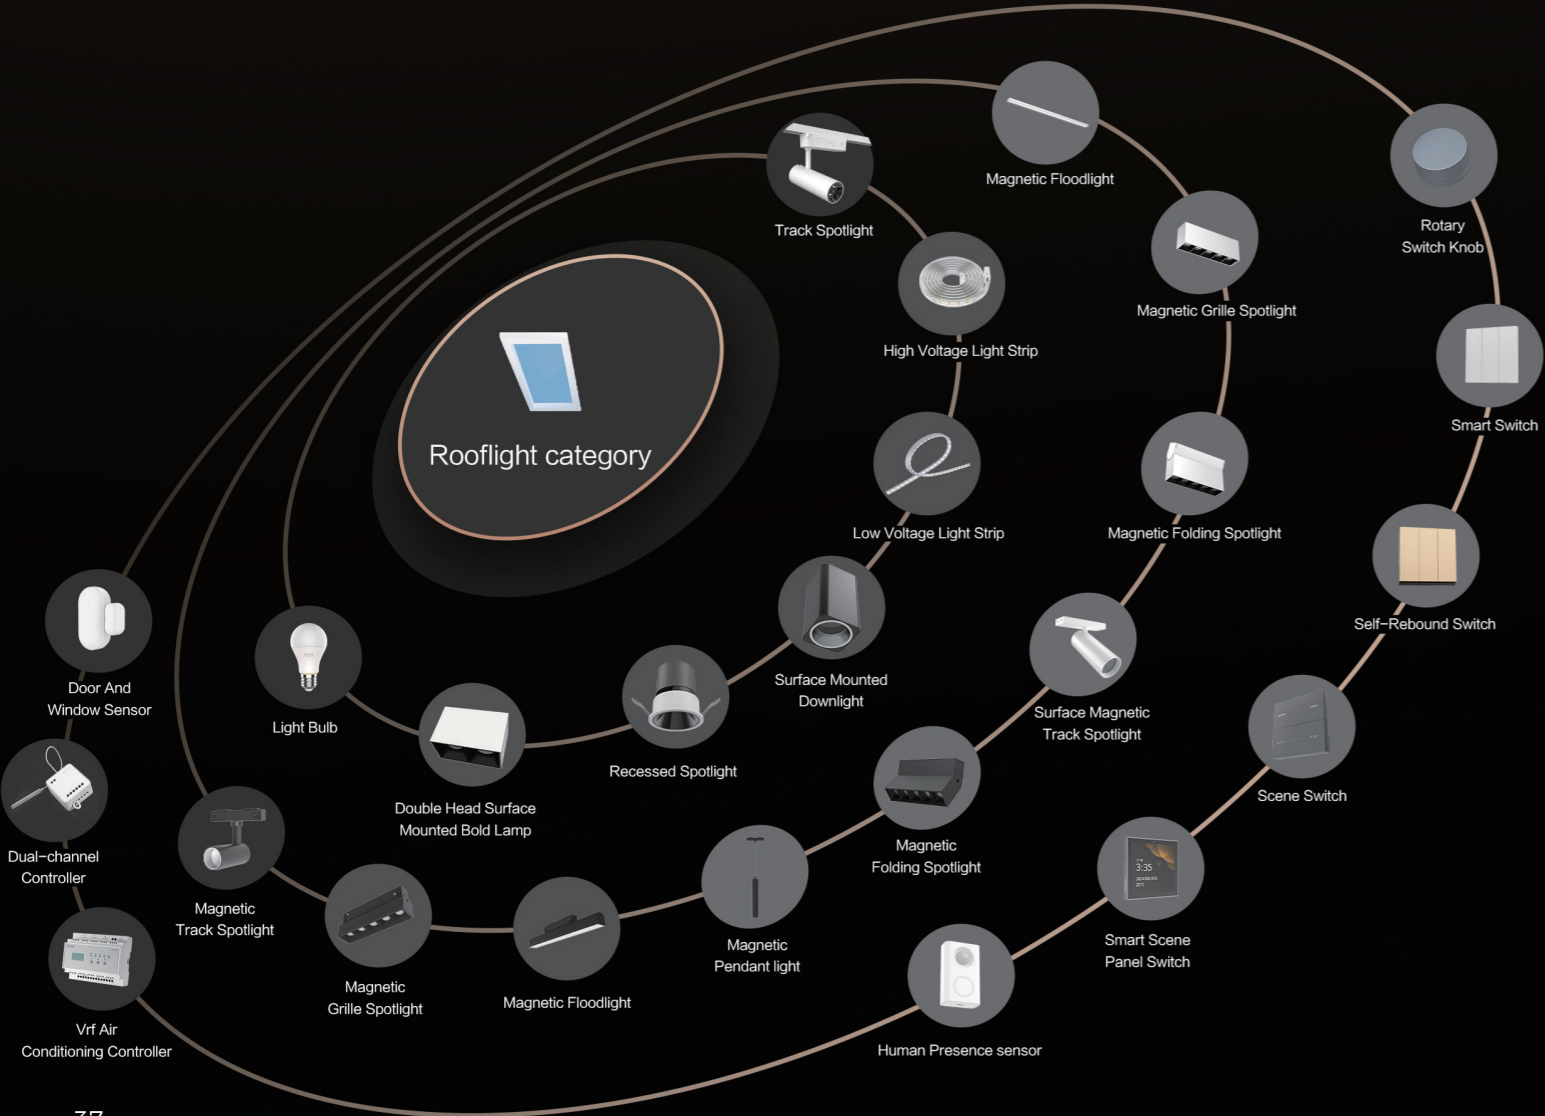 Magnetic Floodlight
Track Spotlight
Rotary
Switch Knob
Magnetic Grille Spotlight
High Voltage Light Strip
Smart Switch
Rooflight category
Low Voltage Light Strip
Magnetic Folding Spotlight
Self-Rebound Switch
Door And
Window Sensor
Light Bulb
Surface Mounted
Downlight
Surface Magnetic
Track Spotlight
Recessed Spotlight
Scene Switch
Double Head Surface
Mounted Bold Lamp
Dual-channel
Controller
Magnetic
Folding Spotlight
3:35
25°C
Magnetic
Track Spotlight
Magnetic
Pendant light
Smart Scene
Panel Switch
Magnetic
Grille Spotlight
Magnetic Floodlight
Vrf Air
Conditioning Controller
Human Presence sensor
37